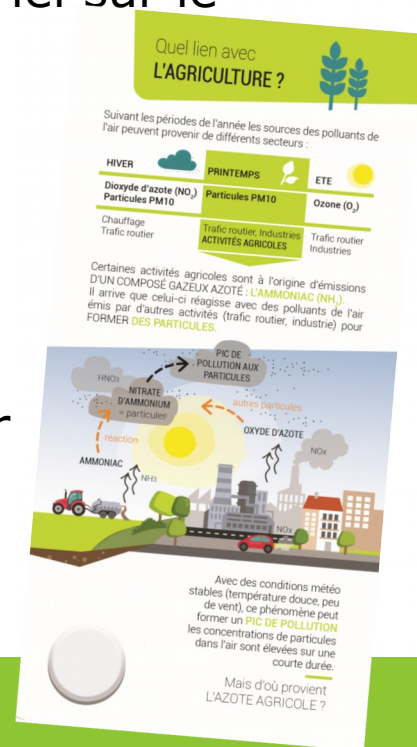 Quel lien avec
L'AGRICULTURE ?
Suivant les périodes de l'année les sources des polluants de
l'air peuvent provenir de différents secteurs :
HIVER
Dioxyde d'azote (NO₂)
Particules PM10
Chauffage
Trafic routier
PRINTEMPS
Particules PM10
Trafic routier, Industries
ACTIVITÉS AGRICOLES
ETE
Ozone (O₃)
Trafic routier
Industries
Certaines activités agricoles sont à l'origine d'émissions
D'UN COMPOSÉ GAZEUX AZOTÉ : L'AMMONIAC (NH₃).
Il arrive que celui-ci réagisse avec des polluants de l'air
émis par d'autres activités (trafic routier, industrie) pour
FORMER DES PARTICULES.
PIC DE
POLLUTION AUX
PARTICULES
HNO₃
NITRATE
D'AMMONIUM
= particules
autres particules
OXYDE D'AZOTE
réaction
NOx
AMMONIAC
NH₃
NOx
Avec des conditions météo
stables (température douce, peu
de vent), ce phénomène peut
former un PIC DE POLLUTION
les concentrations de particules
dans l'air sont élevées sur une
courte durée.
Mais d'où provient
L'AZOTE AGRICOLE ?